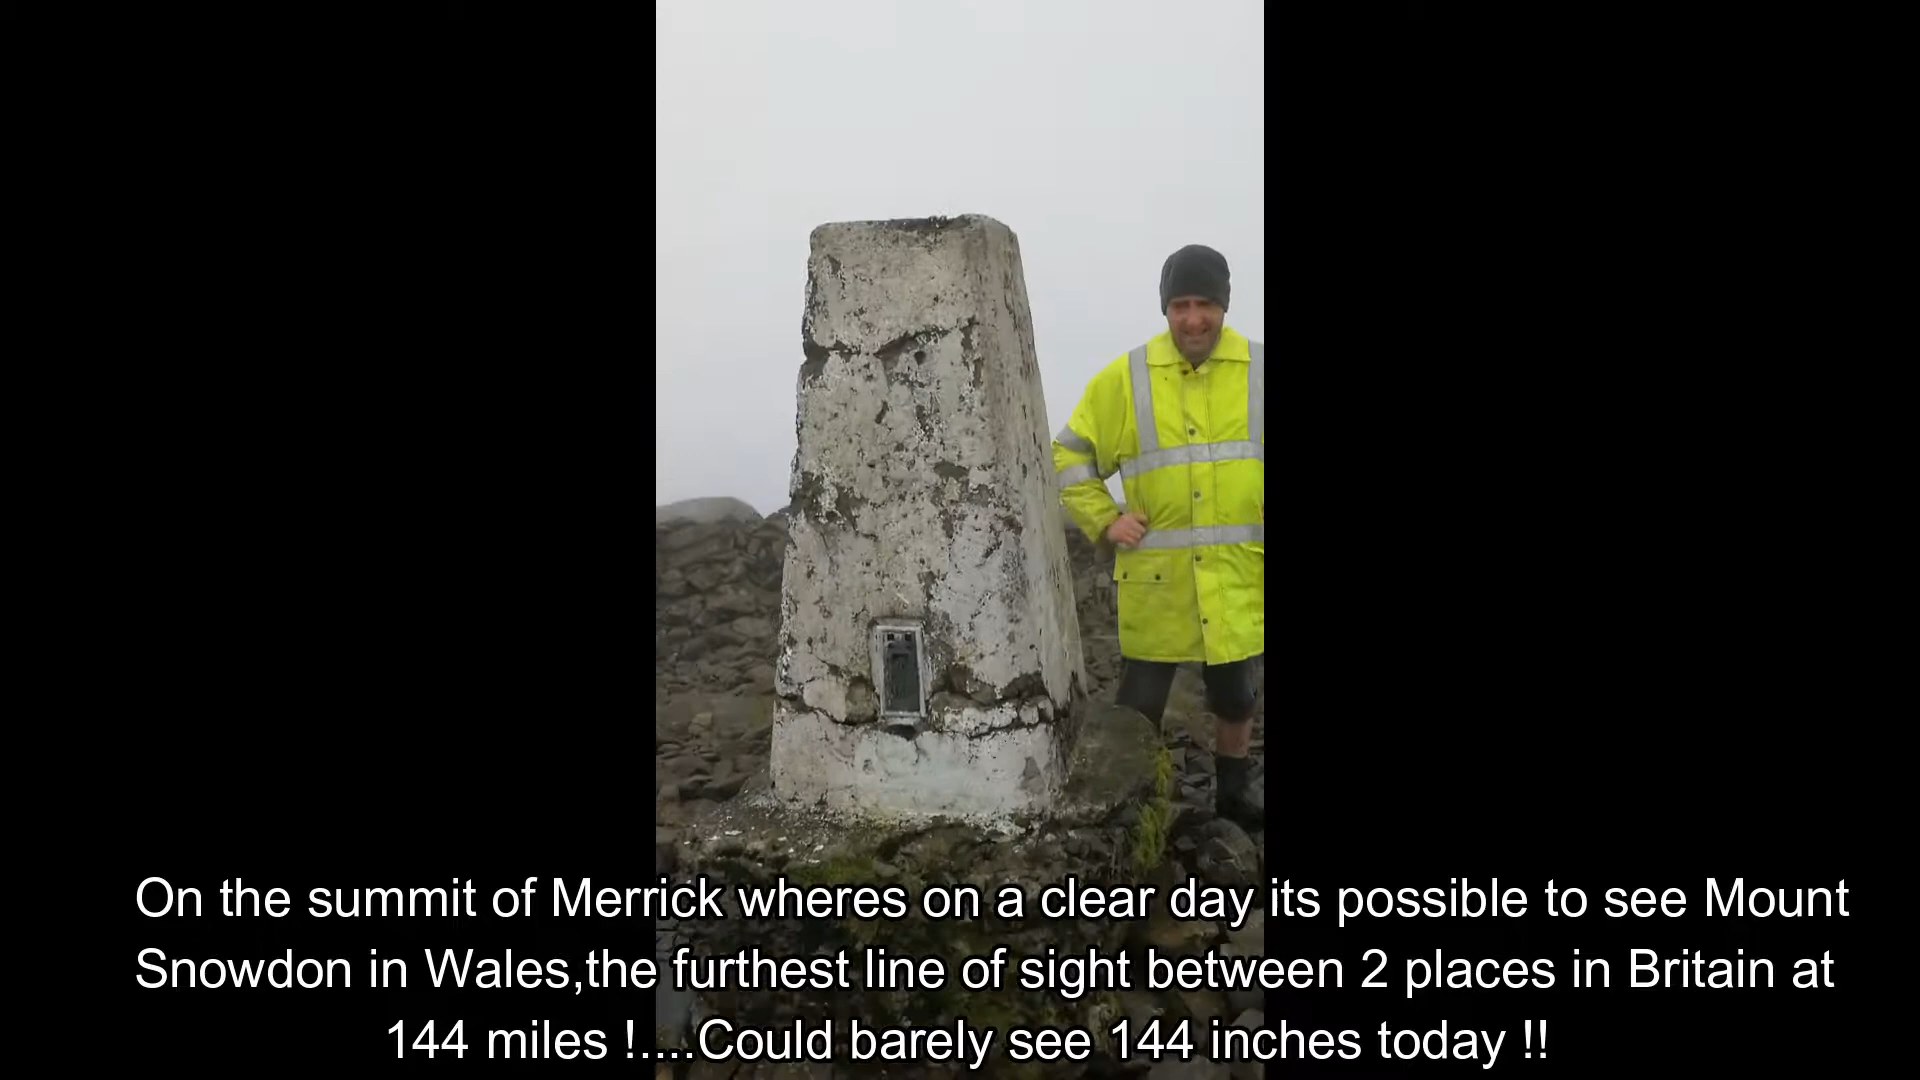 On the summit of Merrick wheres on a clear day its possible to see Mount
Snowdon in Wales,the furthest line of sight between 2 places in Britain at
144 miles !....Could barely see 144 inches today !!